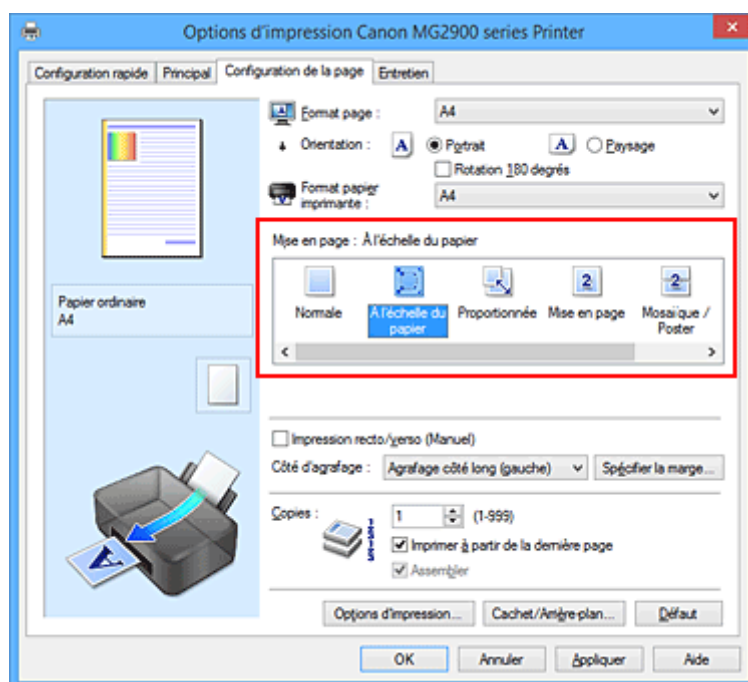 Options d'impression Canon MG2900 series Printer
Configuration rapide
Principal
Configuration de la page
Entretien
Format page :
A4
Orientation :
A
Portrait
A
Paysage
Rotation 180 degrés
Format papier
imprimante :
A4
Mise en page : À l'échelle du papier
2
2
Normale
À l'échelle du
papier
Proportionnée
Mise en page
Mosaïque /
Poster
Papier ordinaire
A4
Impression recto/verso (Manuel)
Côté d'agrafage :
Agrafage côté long (gauche)
Spécifier la marge...
Copies :
1
(1-999)
Imprimer à partir de la dernière page
Assembler
A
Options d'impression...
Cachet/Arrière-plan...
Défaut
OK
Annuler
Appliquer
Aide